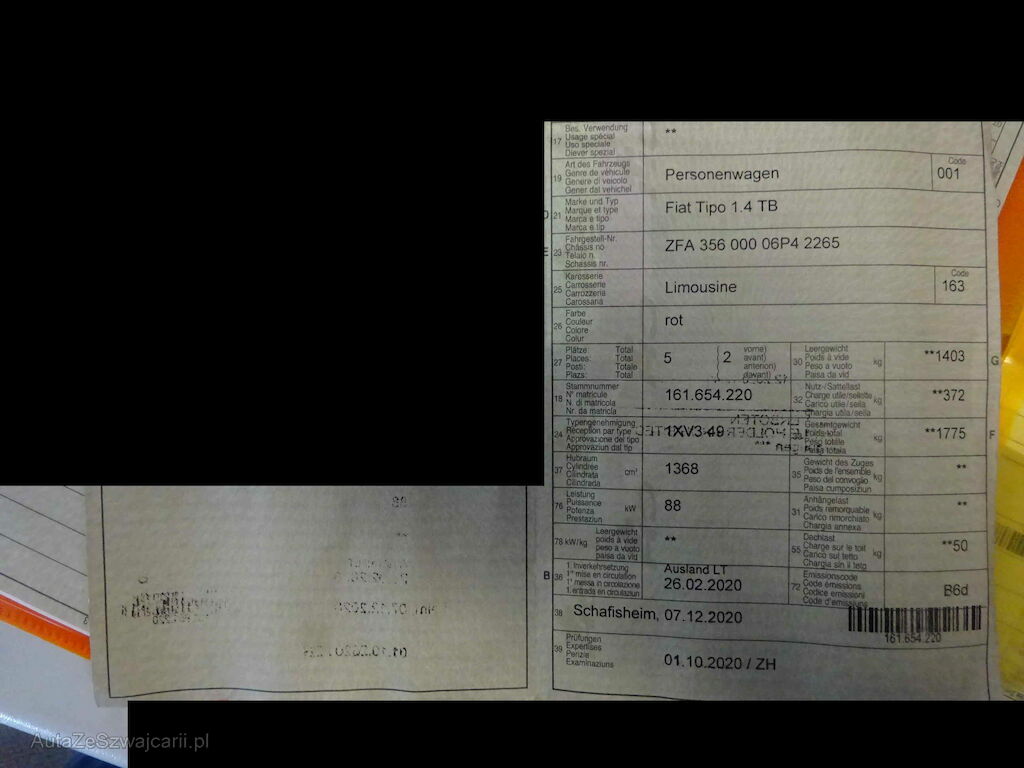 17 Bes. Verwendung
Usage spécial
Uso speciale
Diever spezial
**
19 Art des Fahrzeugs
Genre de véhicule
Genere di veicolo
Gener dal vehichel
Personenwagen
Code
001
D 21 Marke und Typ
Marque et type
Marca e tipo
Marca e tip
Fiat Tipo 1.4 TB
E 23 Fahrgestell-Nr.
Châssis no
Telaio n.
Schassis nr.
ZFA 356 000 06P4 2265
25 Karosserie
Carrosserie
Carrozzeria
Carossaria
Limousine
Code
163
26 Farbe
Couleur
Colore
Colur
rot
27 Plätze: Total
Places: Total
Posti: Totale
Plazs: Total
5
2 vorne)
avant)
anteriori)
davant)
30 Leergewicht
Poids à vide
Peso a vuoto
Paisa da vid
kg
**1403
G
18 Stammnummer
N° matricule
N. di matricola
Nr. da matricla
161.654.220
32 Nutz-/Sattellast
Charge utile/sellette
Carico utile/sella
Chargia utila/sella
kg
**372
24 Typengenehmigung
Réception par type
Approvazione del tipo
Approvaziun dal tip
1XV3 49
33 Gesamtgewicht
Poids total
Peso totale
Paisa totala
kg
**1775
F
37 Hubraum
Cylindrée
Cilindrata
Cilindrada
cm³
1368
35 Gewicht des Zuges
Poids de l'ensemble
Peso del convoglio
Paisa cumposiziun
kg
**
76 Leistung
Puissance
Potenza
Prestaziun
kW
88
31 Anhängelast
Poids remorquable
Carico rimorchiato
Chargia annexa
kg
**
78 kW/kg
Leergewicht
poids à vide
peso a vuoto
paisa da vid
**
55 Dachlast
Charge sur le toit
Carico sul tetto
Chargia sin il tetg
kg
**50
B 36 1. Inverkehrsetzung
1re mise en circulation
1a messa in circolazione
1. entrada en circulaziun
Ausland LT
26.02.2020
72 Emissionscode
Code émissions
Codice emissioni
Code d'emissiuns
B6d
38 Schafisheim, 07.12.2020
161.654.220
39 Prüfungen
Expertises
Perizie
Examinaziuns
01.10.2020 / ZH
AutaZeSzwajcarii.pl